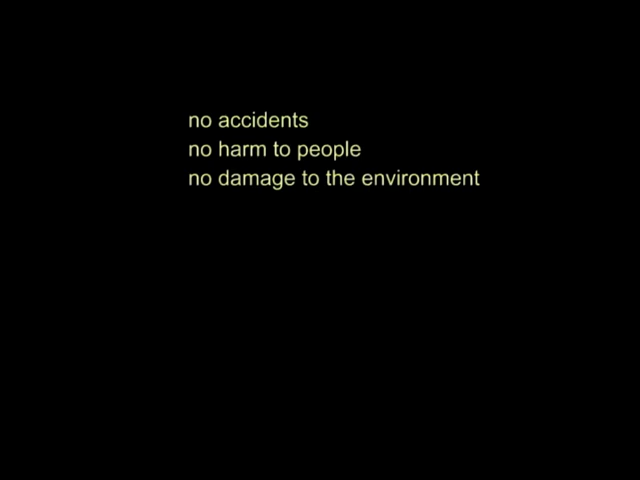 no accidents
no harm to people
no damage to the environment